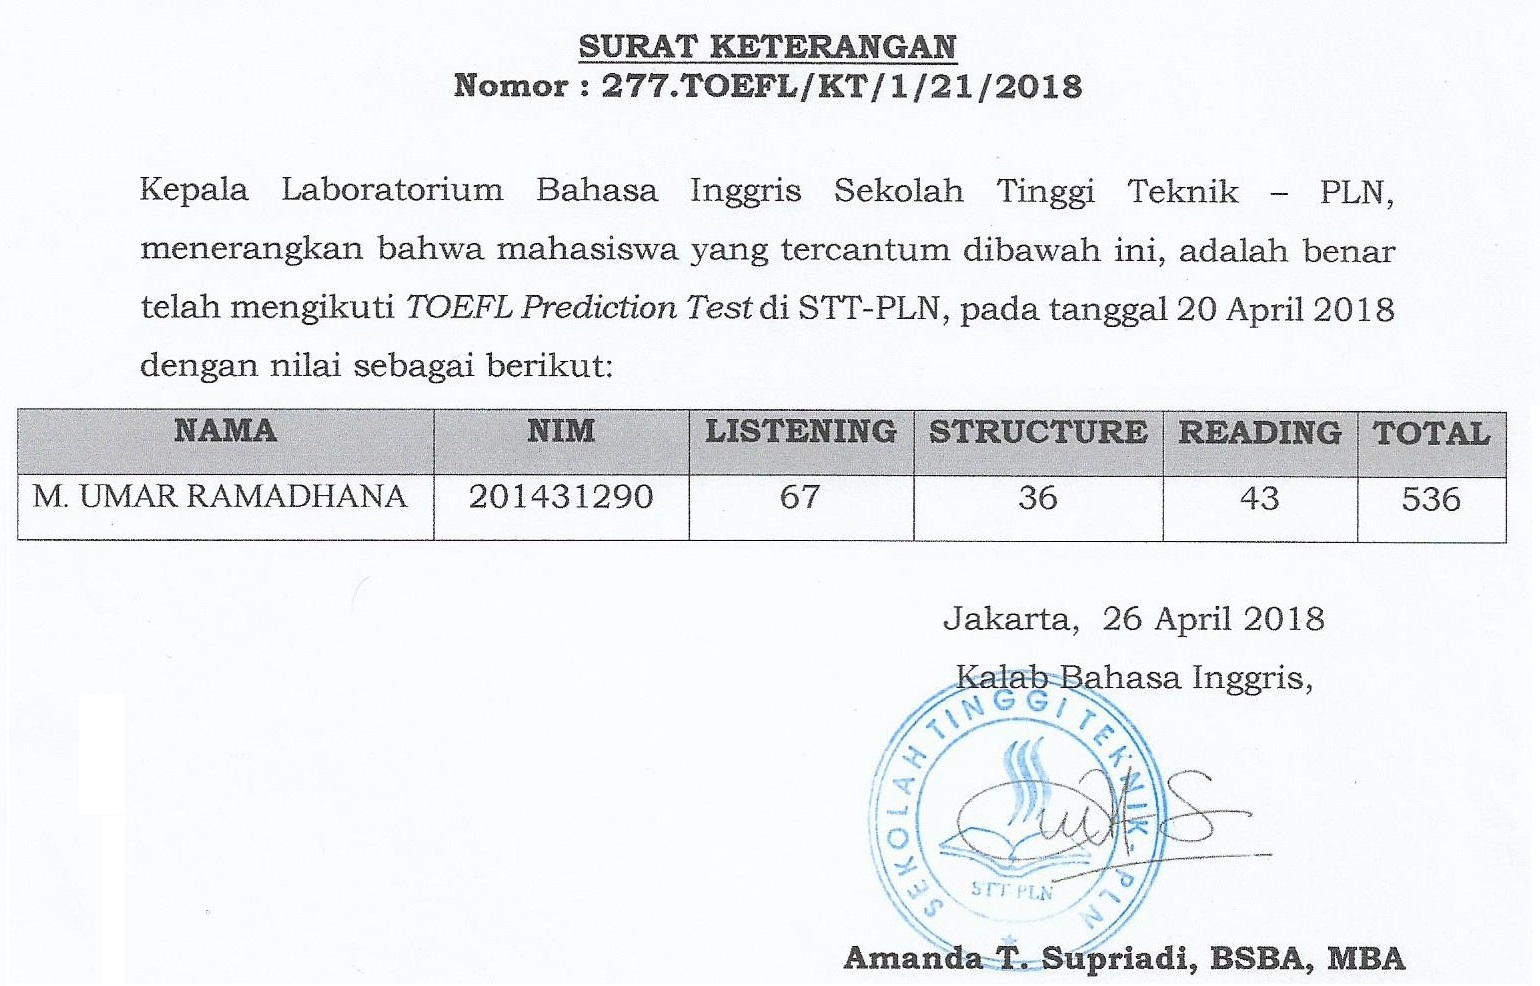 SURAT KETERANGAN
Nomor : 277.TOEFL/KT/1/21/2018
Kepala Laboratorium Bahasa Inggris Sekolah Tinggi Teknik – PLN,
menerangkan bahwa mahasiswa yang tercantum dibawah ini, adalah benar
telah mengikuti TOEFL Prediction Test di STT-PLN, pada tanggal 20 April 2018
dengan nilai sebagai berikut:
NAMA NIM LISTENING STRUCTURE READING TOTAL
M. UMAR RAMADHANA 201431290 67 36 43 536
Jakarta, 26 April 2018
Kalab Bahasa Inggris,
SEKOLAH TINGGI TEKNIK - PLN
STT-PLN
Amanda T. Supriadi, BSBA, MBA